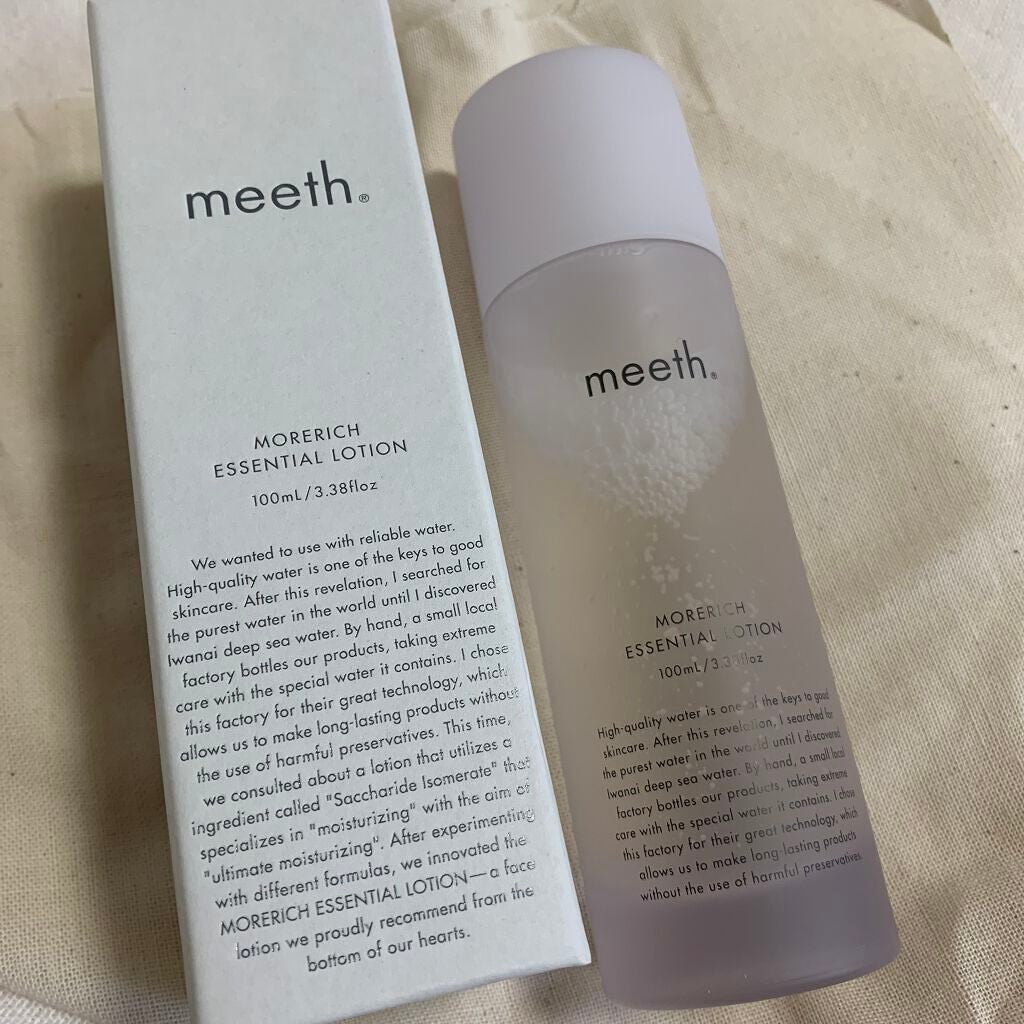 meeth®
MORERICH
ESSENTIAL LOTION
100mL/3.38floz
We wanted to use with reliable water.
High-quality water is one of the keys to good
skincare. After this revelation, I searched for
the purest water in the world until I discovered
Iwanai deep sea water. By hand, a small local
factory bottles our products, taking extreme
care with the special water it contains. I chose
this factory for their great technology, which
allows us to make long-lasting products without
the use of harmful preservatives. This time,
we consulted about a lotion that utilizes a
ingredient called "Saccharide Isomerate" that
specializes in "moisturizing" with the aim of
"ultimate moisturizing". After experimenting
with different formulas, we innovated the
MORERICH ESSENTIAL LOTION—a face
lotion we proudly recommend from the
bottom of our hearts.
meeth®
MORERICH
ESSENTIAL LOTION
100mL/3.38floz
High-quality water is one of the keys to good
skincare. After this revelation, I searched for
the purest water in the world until I discovered
Iwanai deep sea water. By hand, a small local
factory bottles our products, taking extreme
care with the special water it contains. I chose
this factory for their great technology, which
allows us to make long-lasting products
without the use of harmful preservatives.